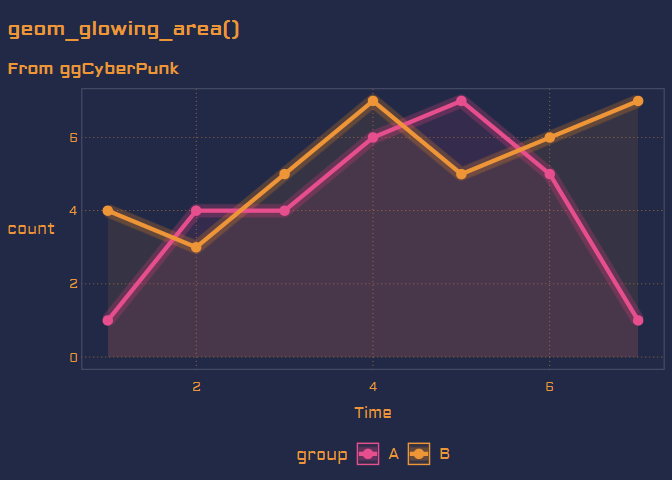 geom_glowing_area()
From ggCyberPunk
6
4
count
2
0
2 4 6
Time
group A B